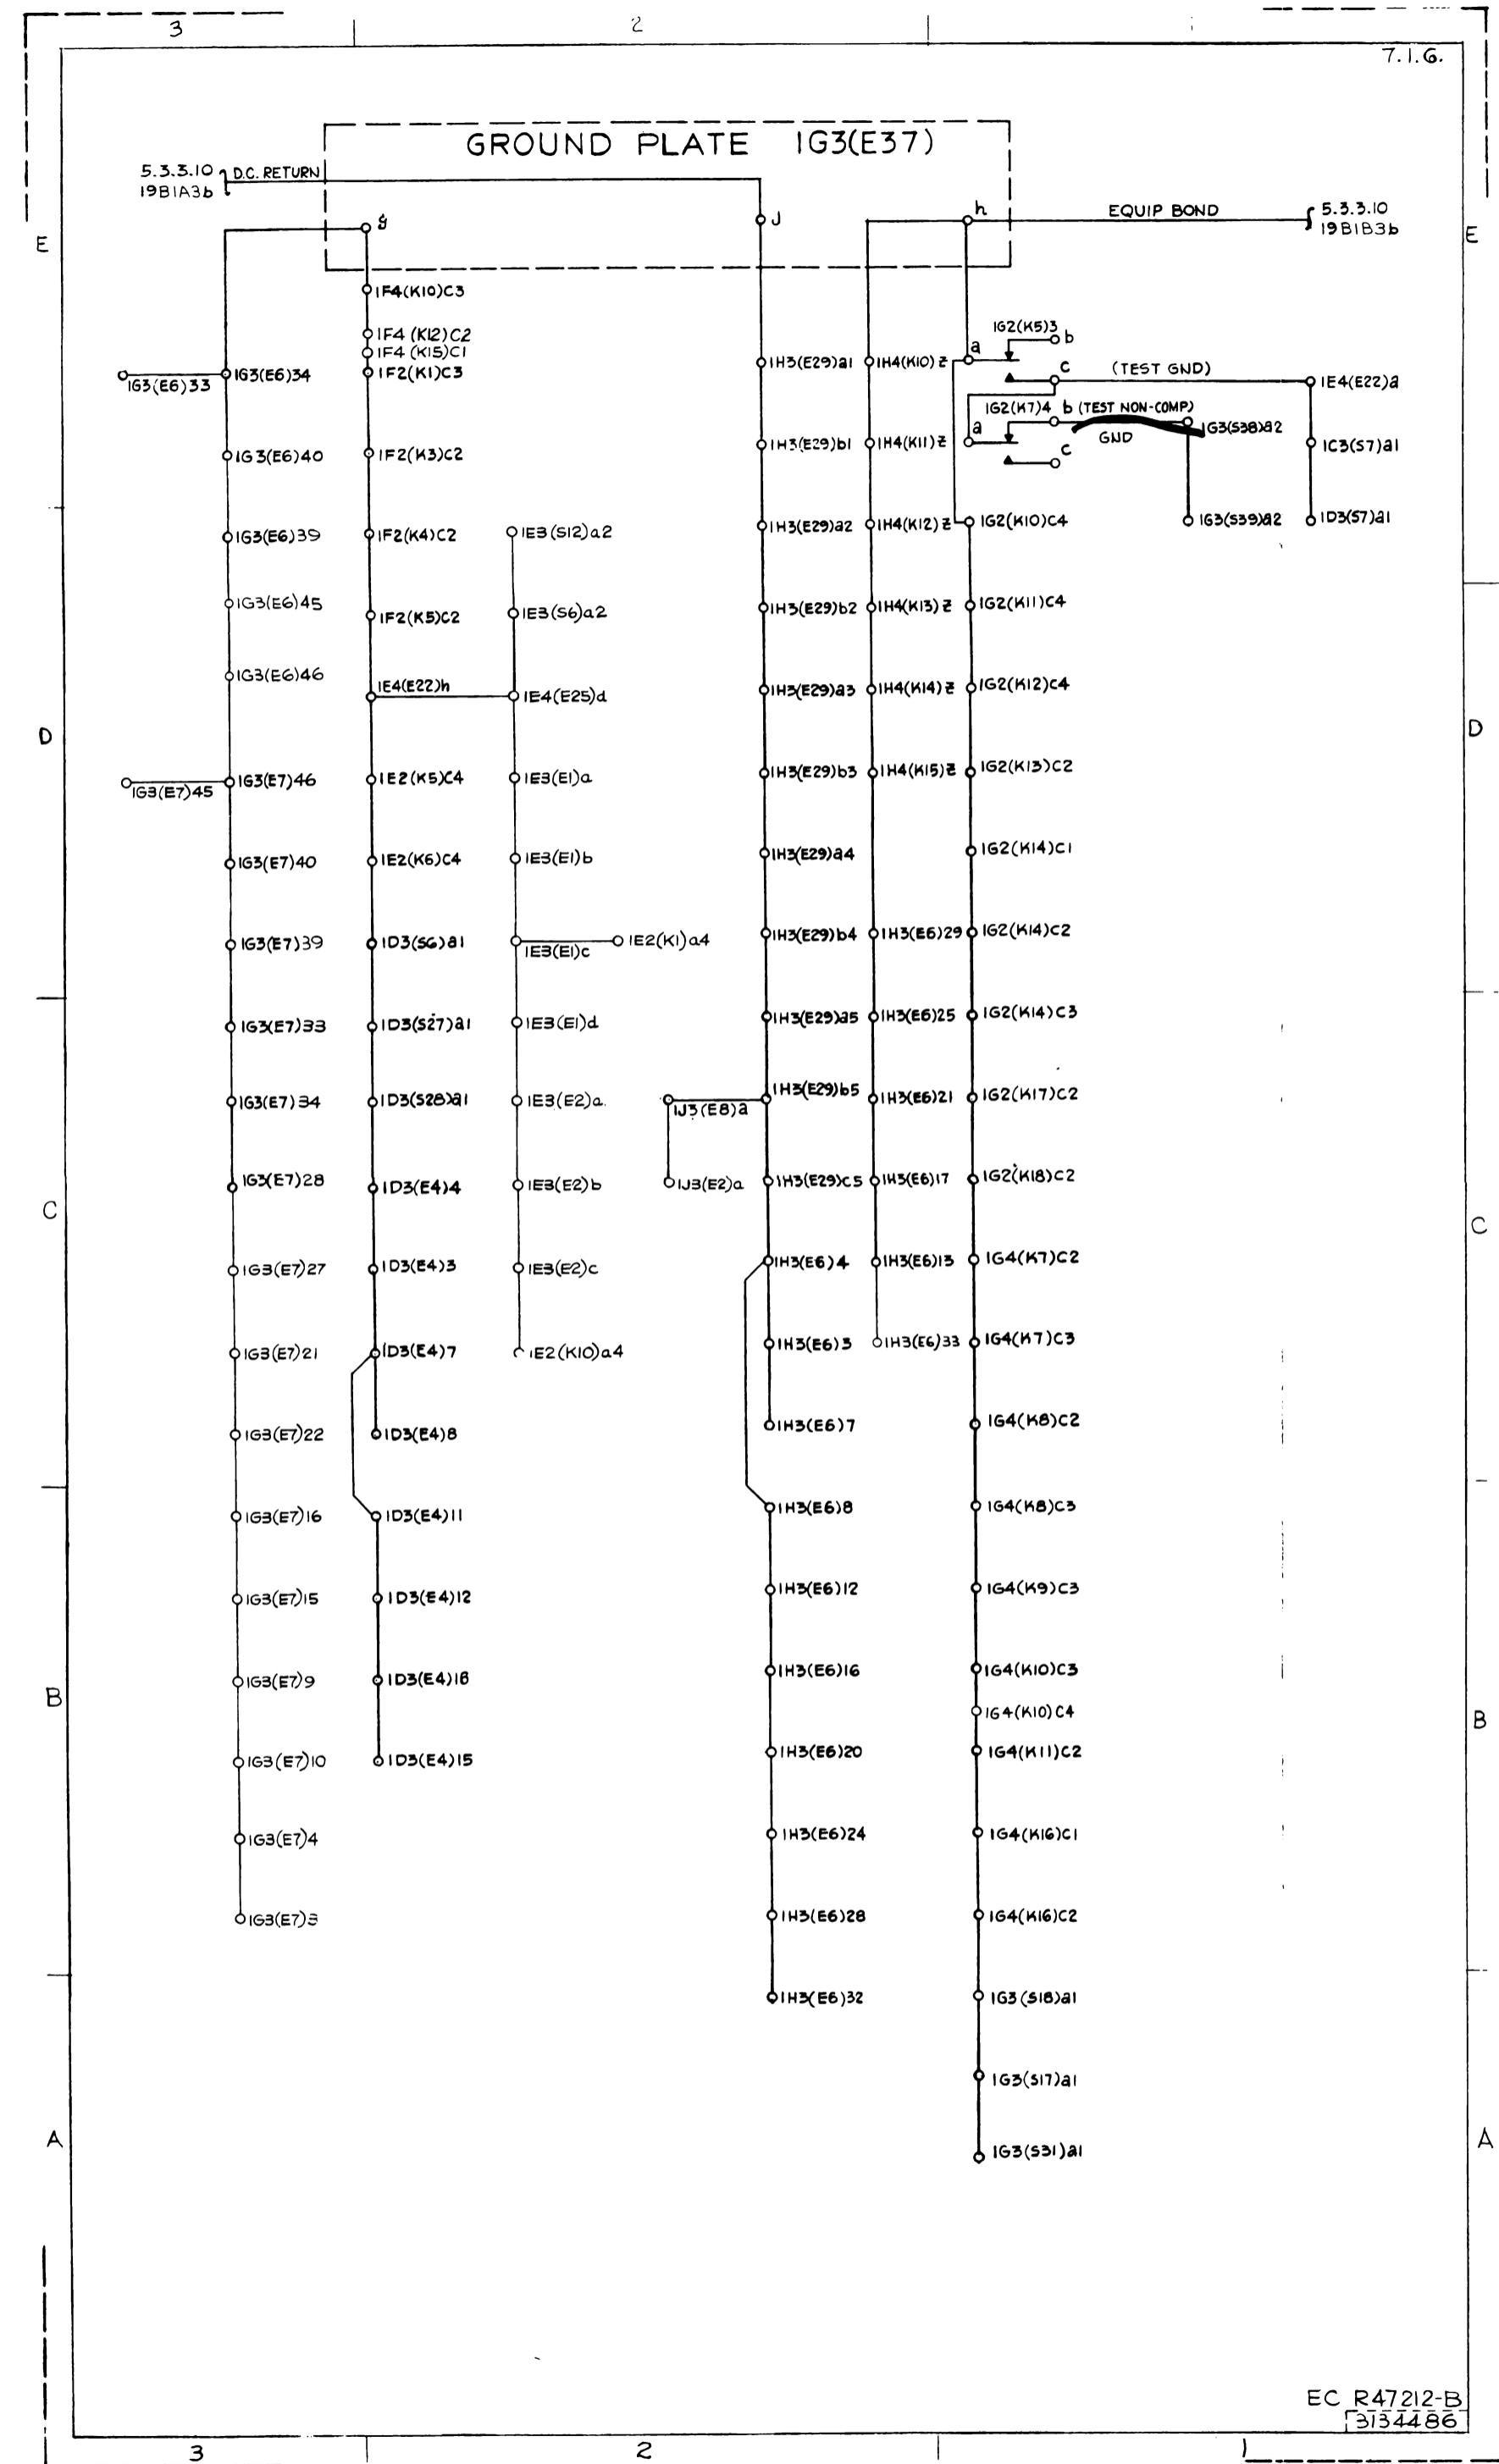 3 2
7.1.6.
GROUND PLATE 1G3(E37)
5.3.3.10
19B1A3b
D.C. RETURN
g
J
h
EQUIP BOND
5.3.3.10
19B1B3b
E
E
1F4(K10)C3
1F4(K12)C2
1F4(K15)C1
1F2(K1)C3
1F2(K3)C2
1F2(K4)C2
1F2(K5)C2
1E4(E22)h
1E2(K5)C4
1E2(K6)C4
1D3(S6)a1
1D3(S27)a1
1D3(S28)a1
1D3(E4)4
1D3(E4)3
1D3(E4)7
1D3(E4)8
1D3(E4)11
1D3(E4)12
1D3(E4)16
1D3(E4)15
1G3(E6)33
1G3(E6)34
1G3(E6)40
1G3(E6)39
1G3(E6)45
1G3(E6)46
1G3(E7)45
1G3(E7)46
1G3(E7)40
1G3(E7)39
1G3(E7)33
1G3(E7)34
1G3(E7)28
1G3(E7)27
1G3(E7)21
1G3(E7)22
1G3(E7)16
1G3(E7)15
1G3(E7)9
1G3(E7)10
1G3(E7)4
1G3(E7)3
1E3(S12)a2
1E3(S6)a2
1E4(E25)d
1E3(E1)a
1E3(E1)b
1E3(E1)c
1E2(K1)a4
1E3(E1)d
1E3(E2)a
1E3(E2)b
1E3(E2)c
1E2(K10)a4
1H3(E29)a1
1H3(E29)b1
1H3(E29)a2
1H3(E29)b2
1H3(E29)a3
1H3(E29)b3
1H3(E29)a4
1H3(E29)b4
1H3(E29)a5
1H3(E29)b5
1J3(E8)a
1J3(E2)a
1H3(E29)c5
1H3(E6)4
1H3(E6)3
1H3(E6)7
1H3(E6)8
1H3(E6)12
1H3(E6)16
1H3(E6)20
1H3(E6)24
1H3(E6)28
1H3(E6)32
1H4(K10)Z
1H4(K11)Z
1H4(K12)Z
1H4(K13)Z
1H4(K14)Z
1H4(K15)Z
1H3(E6)29
1H3(E6)25
1H3(E6)21
1H3(E6)17
1H3(E6)13
1H3(E6)33
1G2(K5)3
b
a
c
(TEST GND)
1E4(E22)a
1G2(K7)4
b
(TEST NON-COMP)
GND
a
c
1G3(S38)a2
1G3(S39)a2
1C3(S7)a1
1D3(S7)a1
1G2(K10)C4
1G2(K11)C4
1G2(K12)C4
1G2(K13)C2
1G2(K14)C1
1G2(K14)C2
1G2(K14)C3
1G2(K17)C2
1G2(K18)C2
1G4(K7)C2
1G4(K7)C3
1G4(K8)C2
1G4(K8)C3
1G4(K9)C3
1G4(K10)C3
1G4(K10)C4
1G4(K11)C2
1G4(K16)C1
1G4(K16)C2
1G3(S18)a1
1G3(S17)a1
1G3(S31)a1
D
D
C
C
B
B
A
A
EC R47212-B
3134486
3 2 1